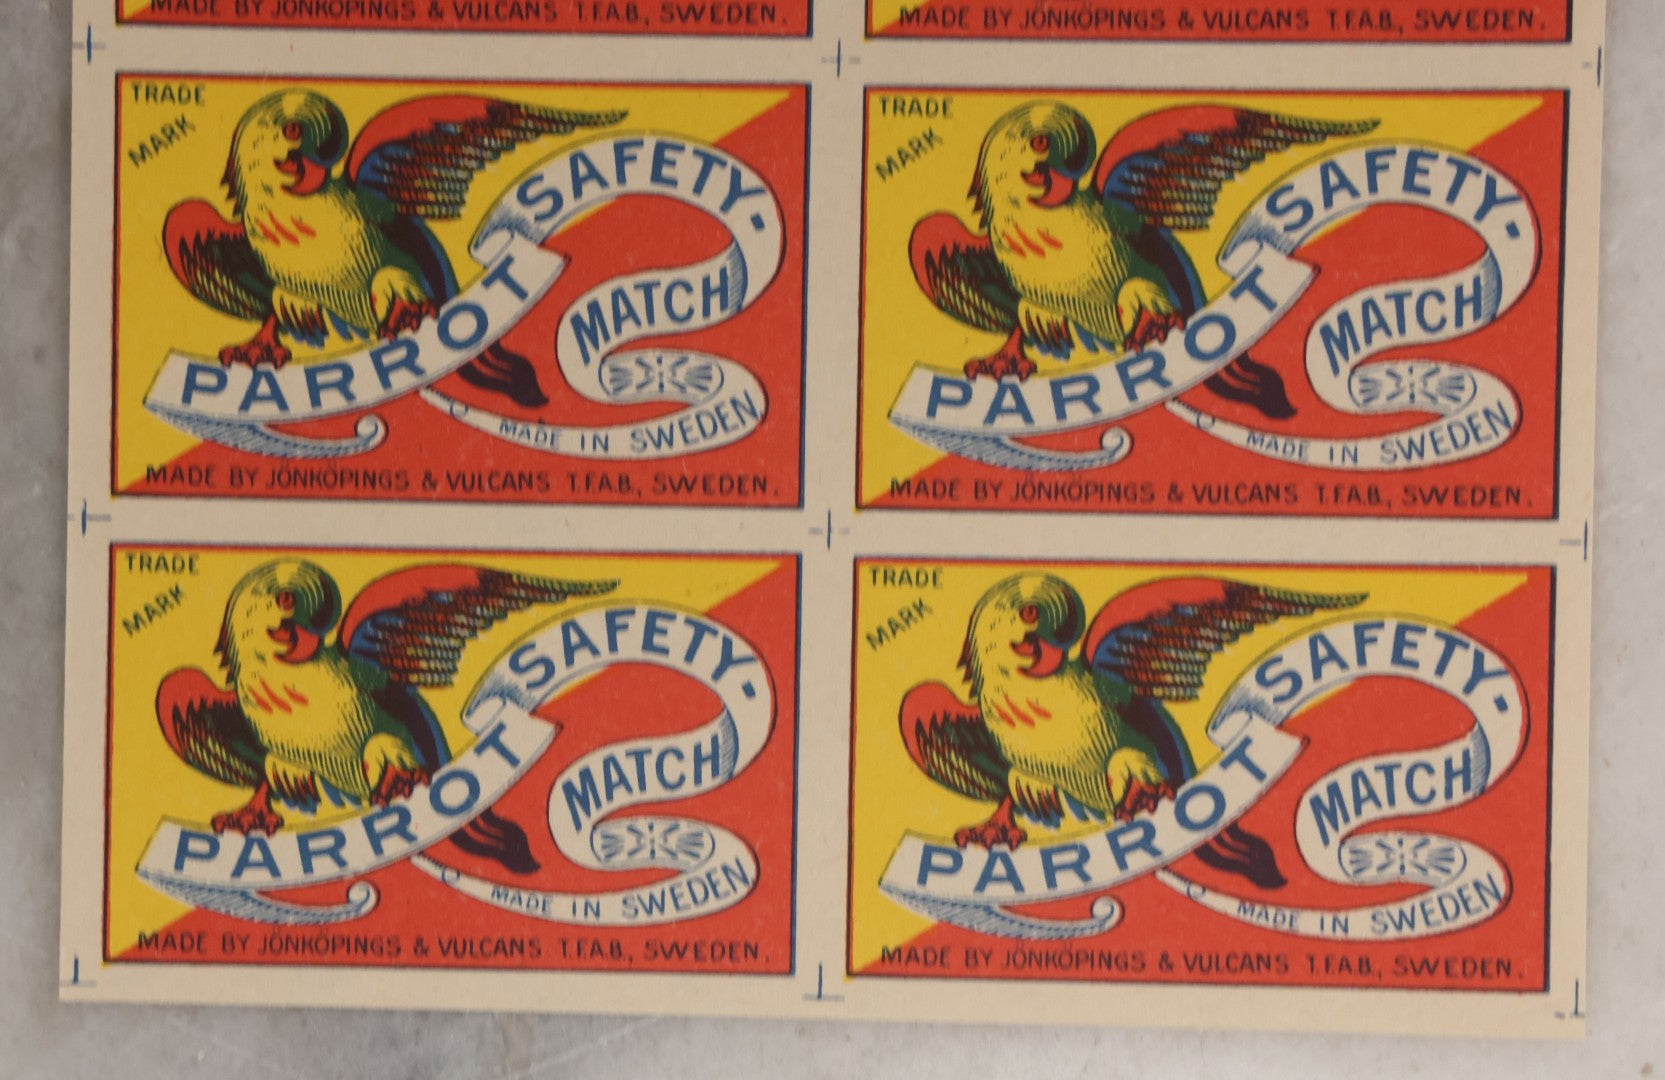 MADE BY JÖNKÖPINGS & VULCANS T.F.A.B., SWEDEN.
MADE BY JÖNKÖPINGS & VULCANS T.F.A.B., SWEDEN.
TRADE
MARK
SAFETY-
MATCH
PARROT
MADE IN SWEDEN
MADE BY JÖNKÖPINGS & VULCANS T.F.A.B., SWEDEN.
TRADE
MARK
SAFETY-
MATCH
PARROT
MADE IN SWEDEN
MADE BY JÖNKÖPINGS & VULCANS T.F.A.B., SWEDEN.
TRADE
MARK
SAFETY-
MATCH
PARROT
MADE IN SWEDEN
MADE BY JÖNKÖPINGS & VULCANS T.F.A.B., SWEDEN.
TRADE
MARK
SAFETY-
MATCH
PARROT
MADE IN SWEDEN
MADE BY JÖNKÖPINGS & VULCANS T.F.A.B., SWEDEN.